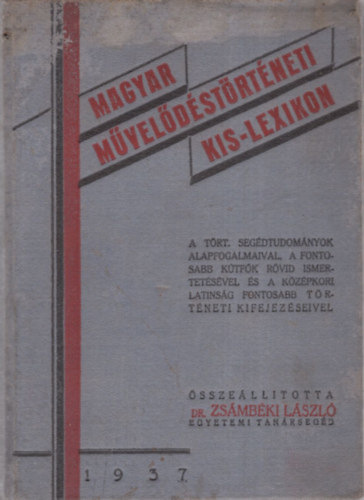 MAGYAR
MŰVELŐDÉSTÖRTÉNETI
KIS-LEXIKON
A TÖRT. SEGÉDTUDOMÁNYOK
ALAPFOGALMAIVAL, A FONTO-
SABB KÚTFŐK RÖVID ISMER-
TETÉSÉVEL ÉS A KÖZÉPKORI
LATINSÁG FONTOSABB TÖR-
TÉNETI KIFEJEZÉSEIVEL
ÖSSZEÁLLITOTTA
DR. ZSÁMBÉKI LÁSZLÓ
EGYETEMI TANÁRSEGÉD
1937